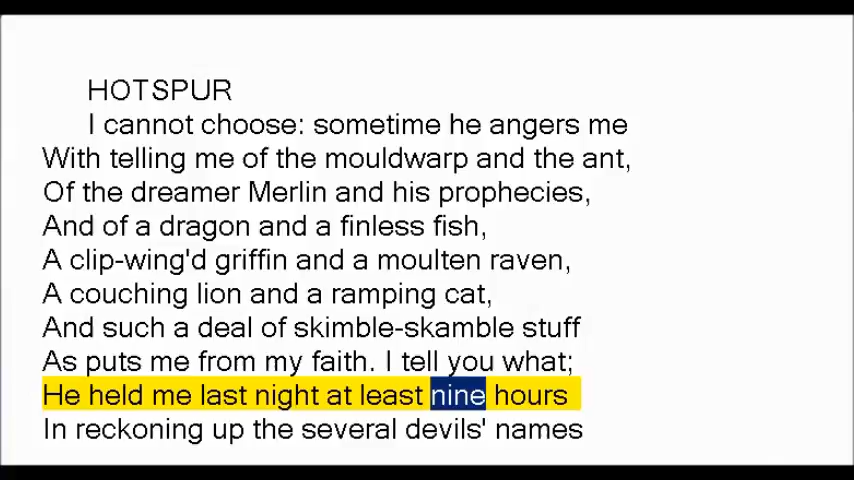 HOTSPUR
I cannot choose: sometime he angers me
With telling me of the mouldwarp and the ant,
Of the dreamer Merlin and his prophecies,
And of a dragon and a finless fish,
A clip-wing'd griffin and a moulten raven,
A couching lion and a ramping cat,
And such a deal of skimble-skamble stuff
As puts me from my faith. I tell you what;
He held me last night at least nine hours
In reckoning up the several devils' names